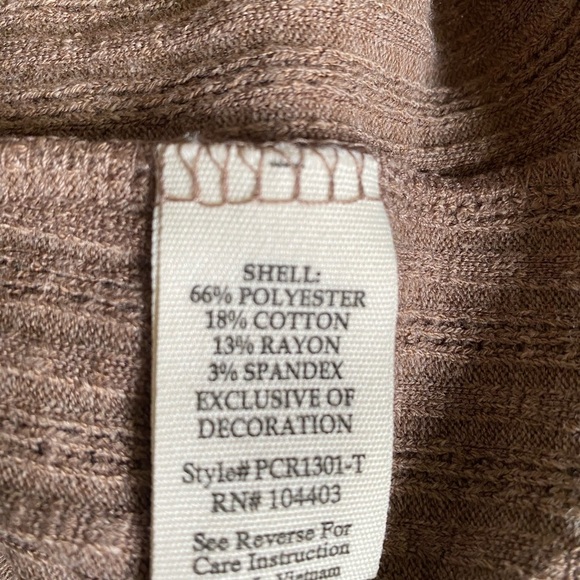 SHELL:
66% POLYESTER
18% COTTON
13% RAYON
3% SPANDEX
EXCLUSIVE OF
DECORATION
Style# PCR1301-T
RN# 104403
See Reverse For
Care Instruction
Vietnam